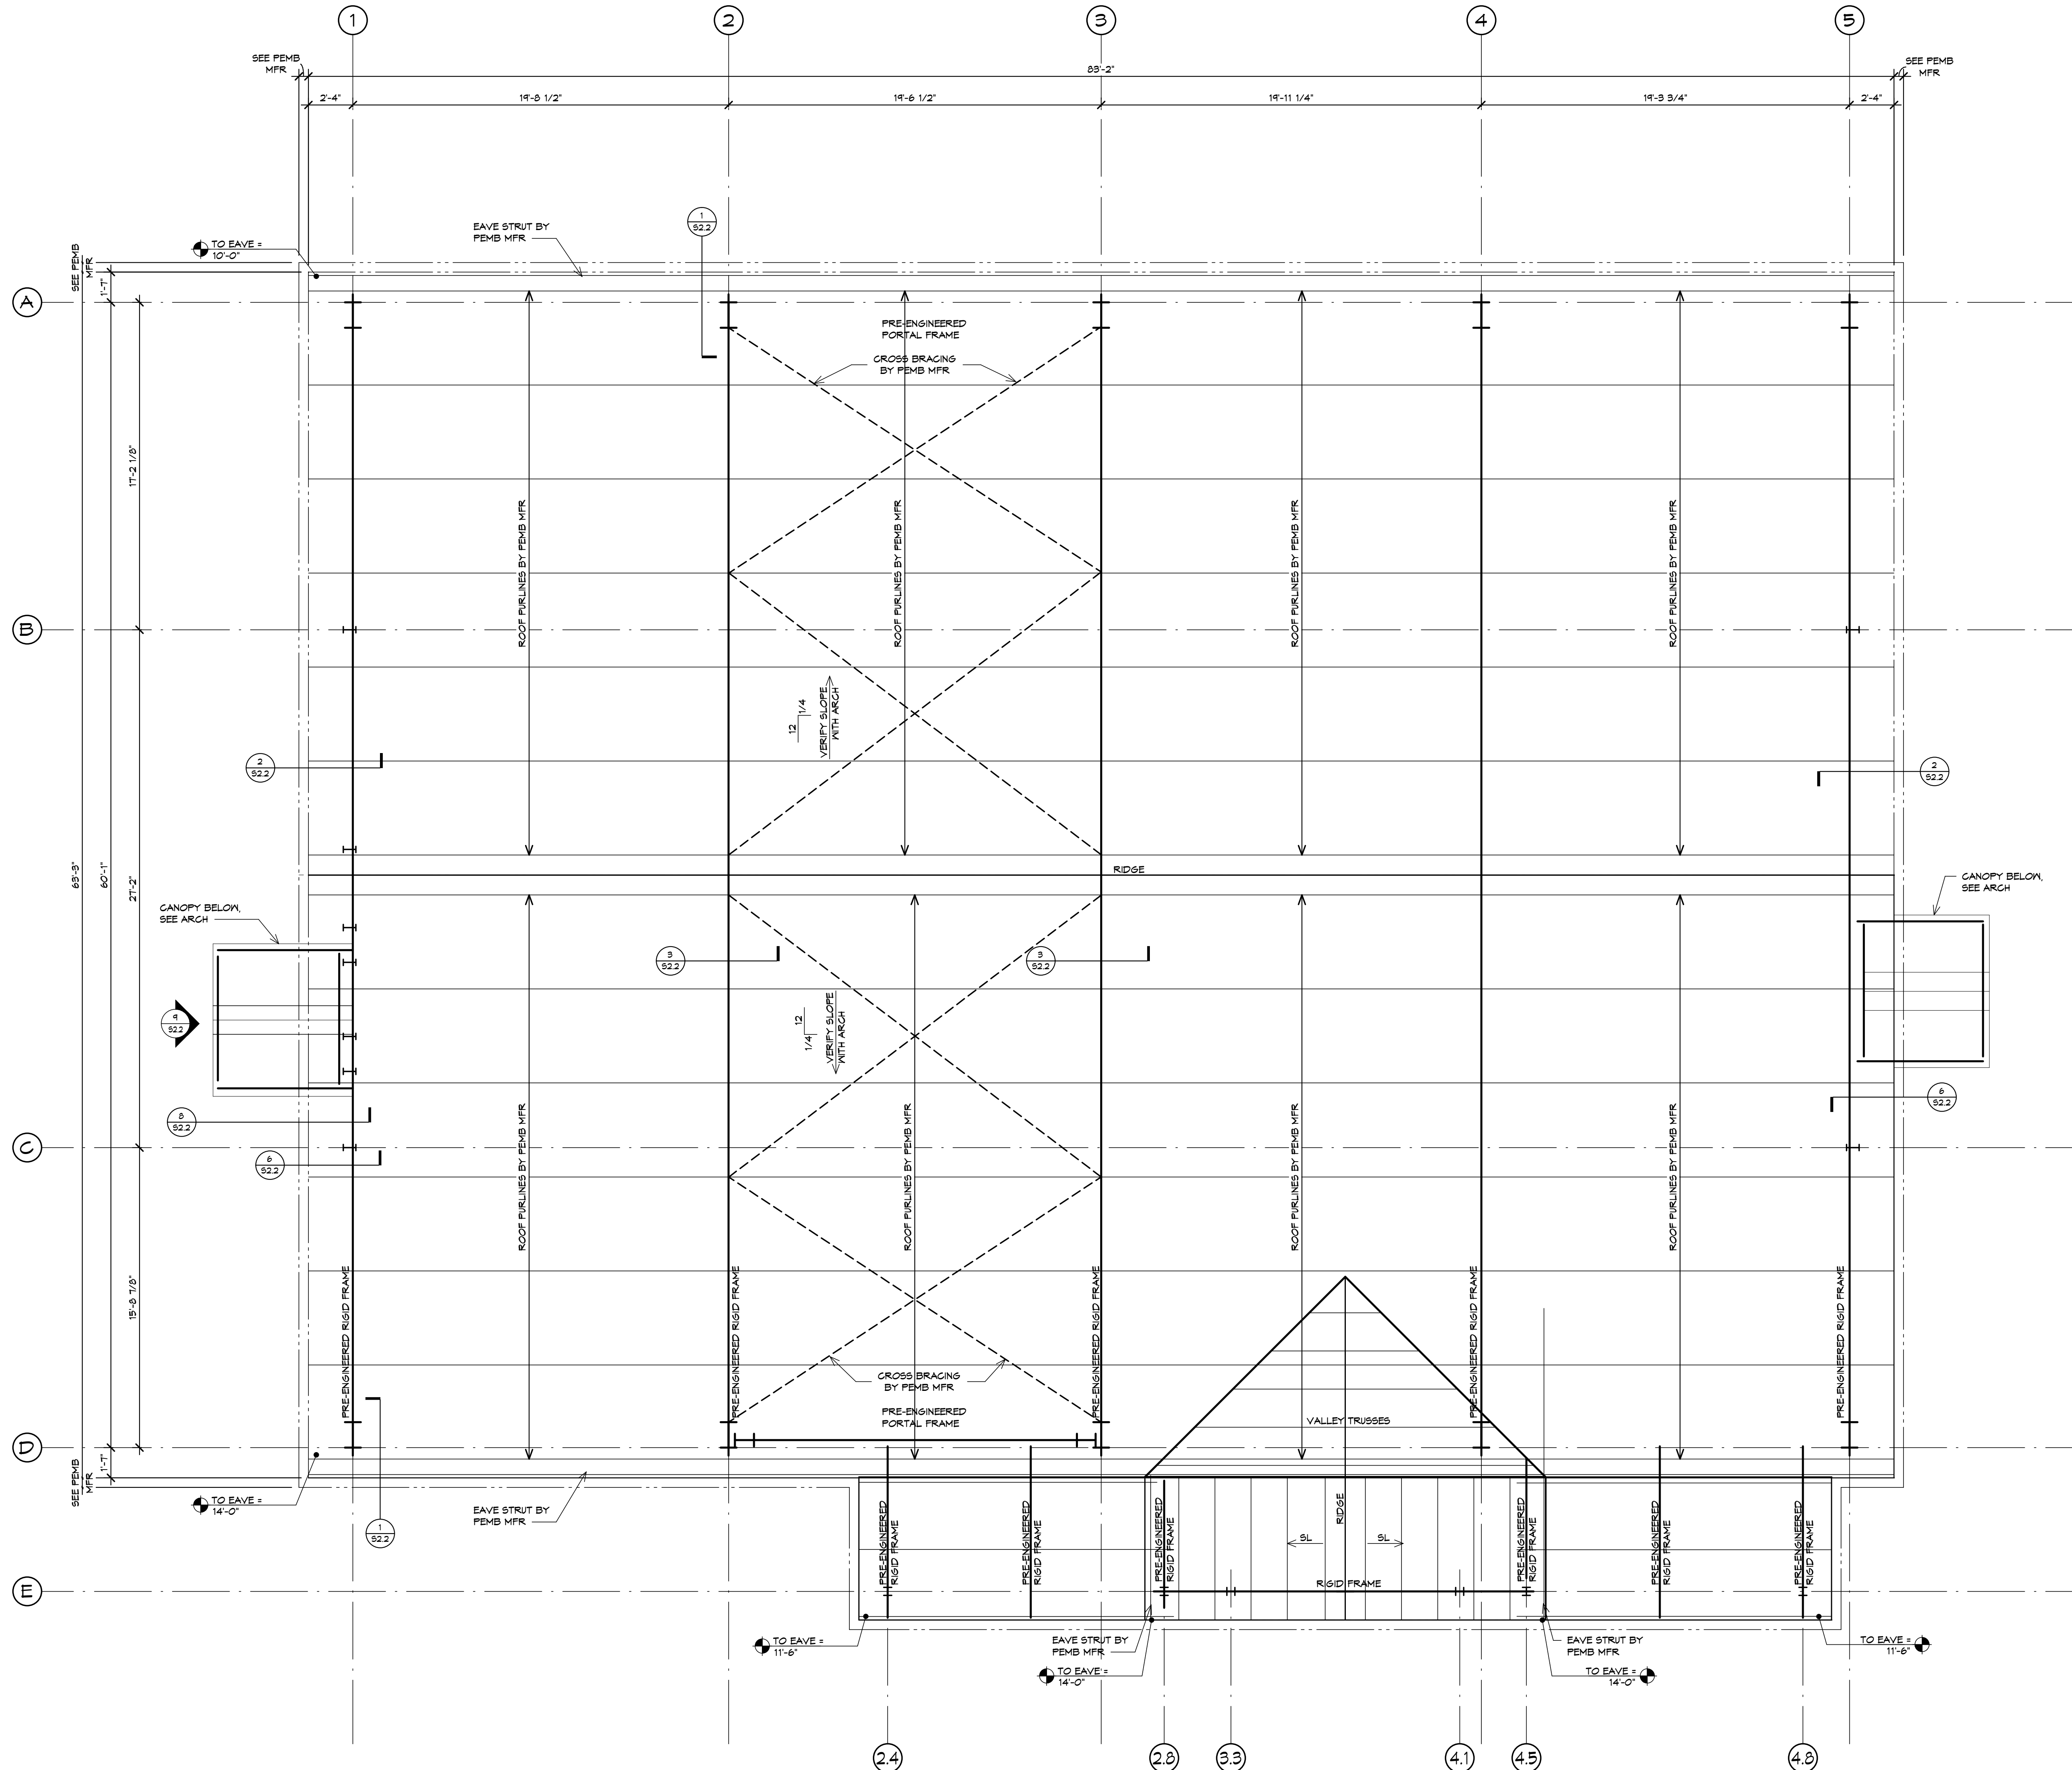 1
2
3
4
5
SEE PEMB
MFR
83'-2"
SEE PEMB
MFR
2'-4"
19'-8 1/2"
19'-6 1/2"
19'-11 1/4"
19'-3 3/4"
2'-4"
1
S2.2
EAVE STRUT BY
PEMB MFR
TO EAVE =
10'-0"
SEE PEMB
MFR
1'-7"
A
PRE-ENGINEERED
PORTAL FRAME
CROSS BRACING
BY PEMB MFR
17'-2 1/8"
ROOF PURLINES BY PEMB MFR
ROOF PURLINES BY PEMB MFR
ROOF PURLINES BY PEMB MFR
ROOF PURLINES BY PEMB MFR
B
12
1/4
VERIFY SLOPE
WITH ARCH
2
S2.2
2
S2.2
63'-3"
60'-1"
27'-2"
RIDGE
CANOPY BELOW,
SEE ARCH
CANOPY BELOW,
SEE ARCH
3
S2.2
3
S2.2
9
S2.2
12
1/4
VERIFY SLOPE
WITH ARCH
8
S2.2
6
S2.2
6
S2.2
C
ROOF PURLINES BY PEMB MFR
ROOF PURLINES BY PEMB MFR
ROOF PURLINES BY PEMB MFR
ROOF PURLINES BY PEMB MFR
15'-8 7/8"
PRE-ENGINEERED RIGID FRAME
PRE-ENGINEERED RIGID FRAME
PRE-ENGINEERED RIGID FRAME
PRE-ENGINEERED RIGID FRAME
PRE-ENGINEERED RIGID FRAME
CROSS BRACING
BY PEMB MFR
PRE-ENGINEERED
PORTAL FRAME
VALLEY TRUSSES
D
1'-7"
SEE PEMB
MFR
TO EAVE =
14'-0"
EAVE STRUT BY
PEMB MFR
1
S2.2
PRE-ENGINEERED
RIGID FRAME
PRE-ENGINEERED
RIGID FRAME
PRE-ENGINEERED
RIGID FRAME
RIDGE
SL
SL
PRE-ENGINEERED
RIGID FRAME
PRE-ENGINEERED
RIGID FRAME
PRE-ENGINEERED
RIGID FRAME
E
RIGID FRAME
TO EAVE =
11'-6"
EAVE STRUT BY
PEMB MFR
TO EAVE =
14'-0"
EAVE STRUT BY
PEMB MFR
TO EAVE =
14'-0"
TO EAVE =
11'-6"
2.4
2.8
3.3
4.1
4.5
4.8